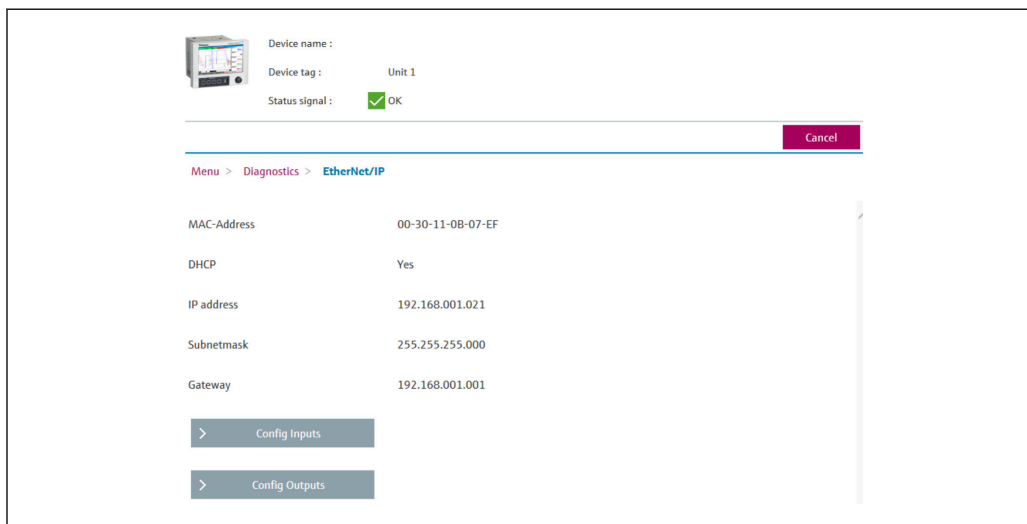 Device name :
Device tag : Unit 1
Status signal : OK
Cancel
Menu > Diagnostics > EtherNet/IP
MAC-Address 00-30-11-0B-07-EF
DHCP Yes
IP address 192.168.001.021
Subnetmask 255.255.255.000
Gateway 192.168.001.001
> Config Inputs
> Config Outputs